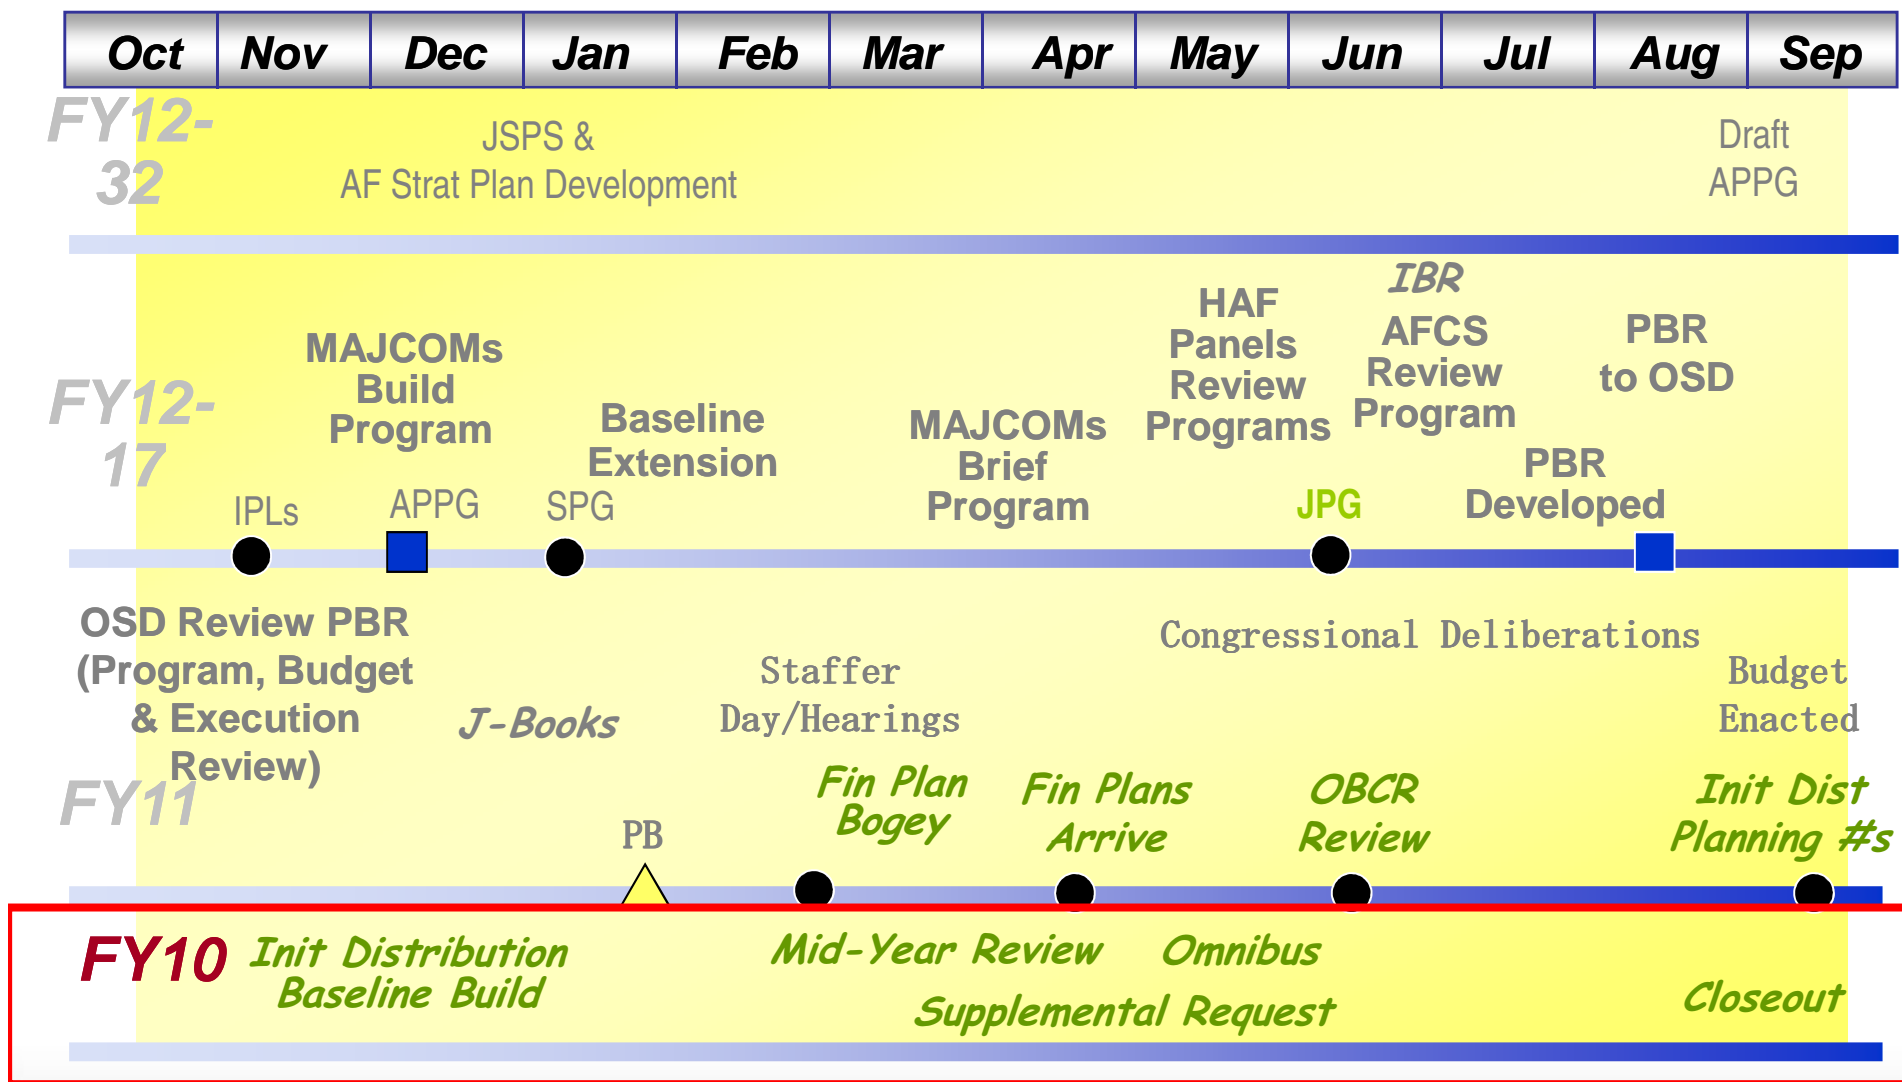 Oct Nov Dec Jan Feb Mar Apr May Jun Jul Aug Sep
FY12-
32
JSPS &
AF Strat Plan Development
Draft
APPG
FY12-
17
IPLs
MAJCOMs
Build
Program
APPG
SPG
Baseline
Extension
MAJCOMs
Brief
Program
HAF
Panels
Review
Programs
JPG
IBR
AFCS
Review
Program
PBR
Developed
PBR
to OSD
FY11
OSD Review PBR
(Program, Budget
& Execution
Review)
J-Books
PB
Staffer
Day/Hearings
Congressional Deliberations
Budget
Enacted
Fin Plan
Bogey
Fin Plans
Arrive
OBCR
Review
Init Dist
Planning #s
FY10
Init Distribution
Baseline Build
Mid-Year Review
Omnibus
Supplemental Request
Closeout